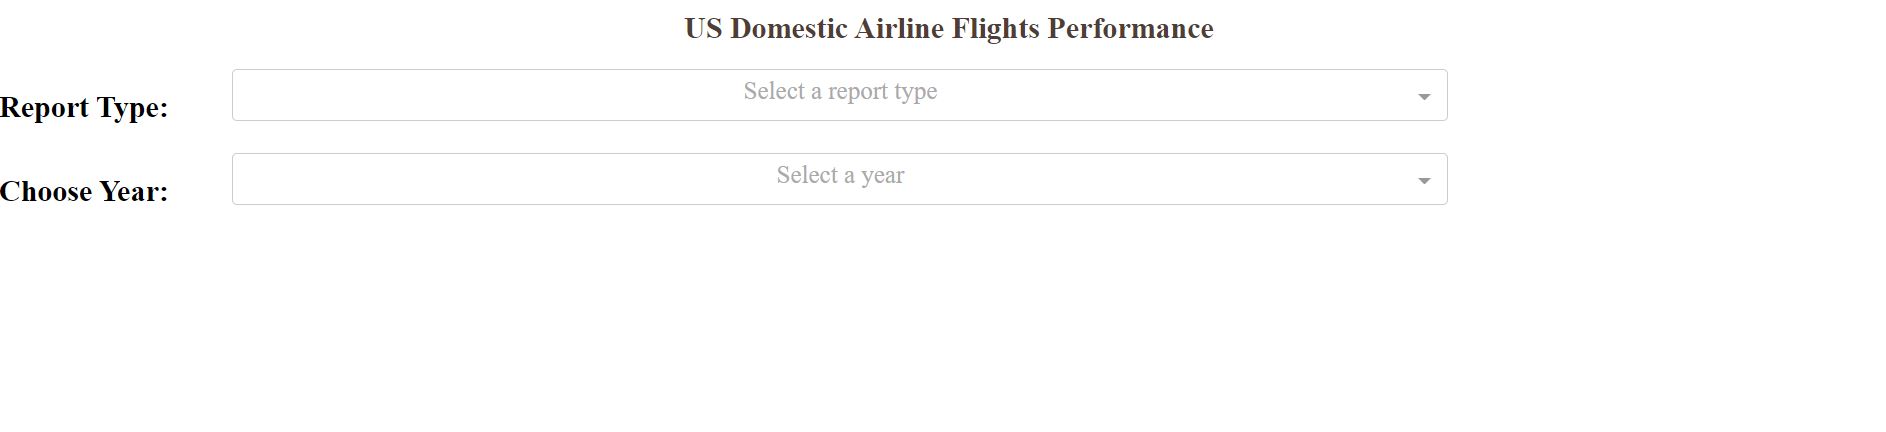 US Domestic Airline Flights Performance
Report Type:
Select a report type
Choose Year:
Select a year